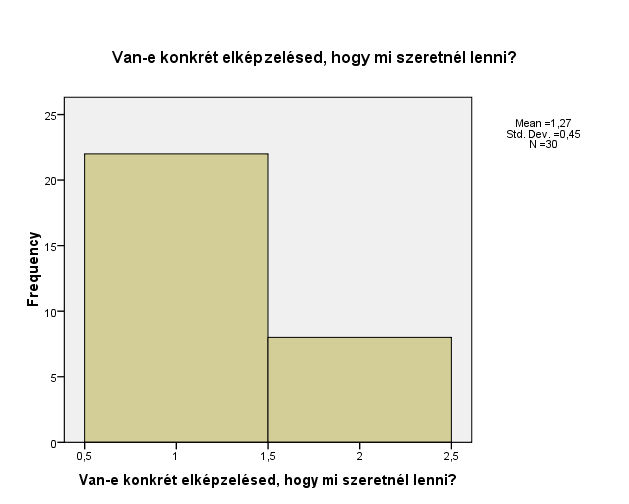 Van-e konkrét elképzelésed, hogy mi szeretnél lenni?
Mean =1,27
Std. Dev. =0,45
N =30
Frequency
25
20
15
10
5
0
0,5 1 1,5 2 2,5
Van-e konkrét elképzelésed, hogy mi szeretnél lenni?